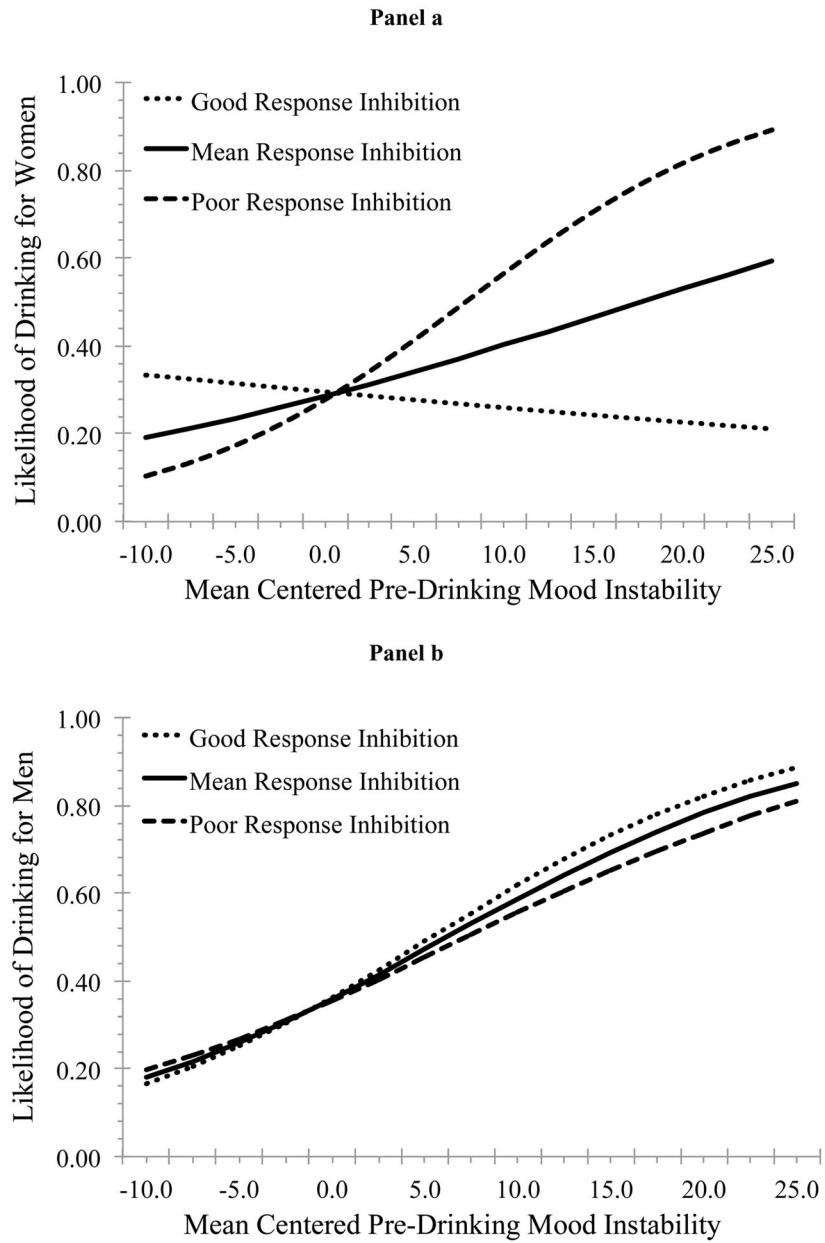 Panel a
1.00
0.80
0.60
0.40
0.20
0.00
Likelihood of Drinking for Women
Good Response Inhibition
Mean Response Inhibition
Poor Response Inhibition
-10.0 -5.0 0.0 5.0 10.0 15.0 20.0 25.0
Mean Centered Pre-Drinking Mood Instability
Panel b
1.00
0.80
0.60
0.40
0.20
0.00
Likelihood of Drinking for Men
Good Response Inhibition
Mean Response Inhibition
Poor Response Inhibition
-10.0 -5.0 0.0 5.0 10.0 15.0 20.0 25.0
Mean Centered Pre-Drinking Mood Instability